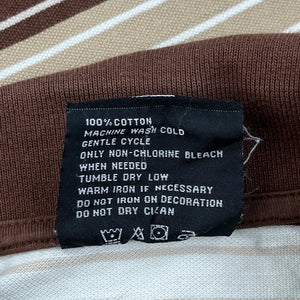 100% COTTON
MACHINE WASH COLD
GENTLE CYCLE
ONLY NON-CHLORINE BLEACH
WHEN NEEDED
TUMBLE DRY LOW
WARM IRON IF NECESSARY
DO NOT IRON ON DECORATION
DO NOT DRY CLEAN